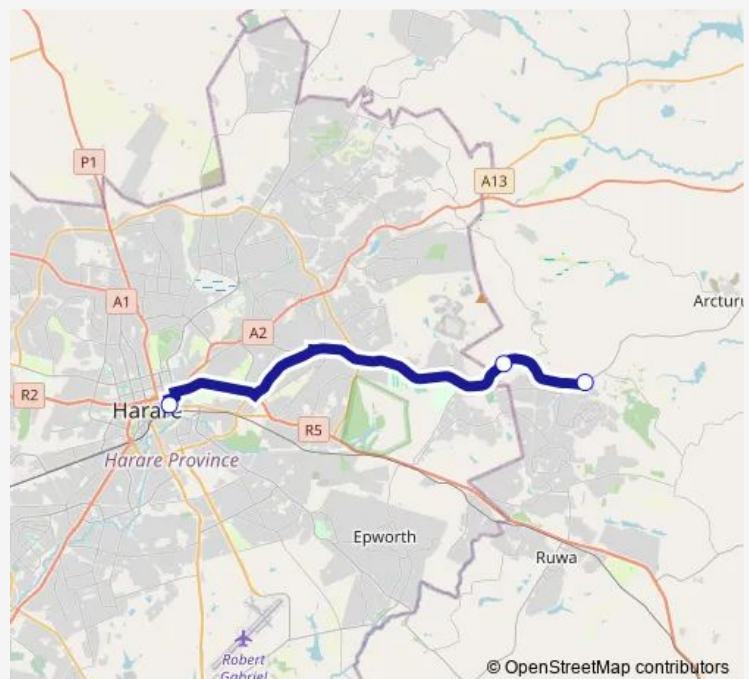 P1
A13
A1
Arctur
A2
R2
Harare
R5
Harare Province
Epworth
Ruwa
Robert
Gabriel
© OpenStreetMap contributors